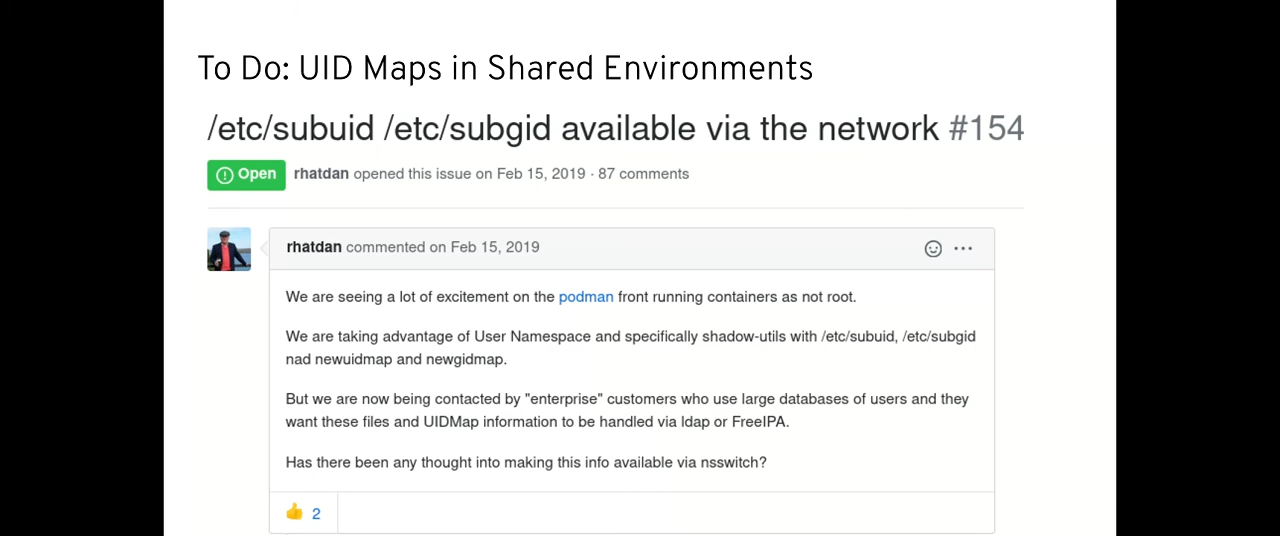 To Do: UID Maps in Shared Environments
/etc/subuid /etc/subgid available via the network #154
Open rhatdan opened this issue on Feb 15, 2019 · 87 comments
rhatdan commented on Feb 15, 2019
We are seeing a lot of excitement on the podman front running containers as not root.
We are taking advantage of User Namespace and specifically shadow-utils with /etc/subuid, /etc/subgid
nad newuidmap and newgidmap.
But we are now being contacted by "enterprise" customers who use large databases of users and they
want these files and UIDMap information to be handled via ldap or FreeIPA.
Has there been any thought into making this info available via nsswitch?
👍 2